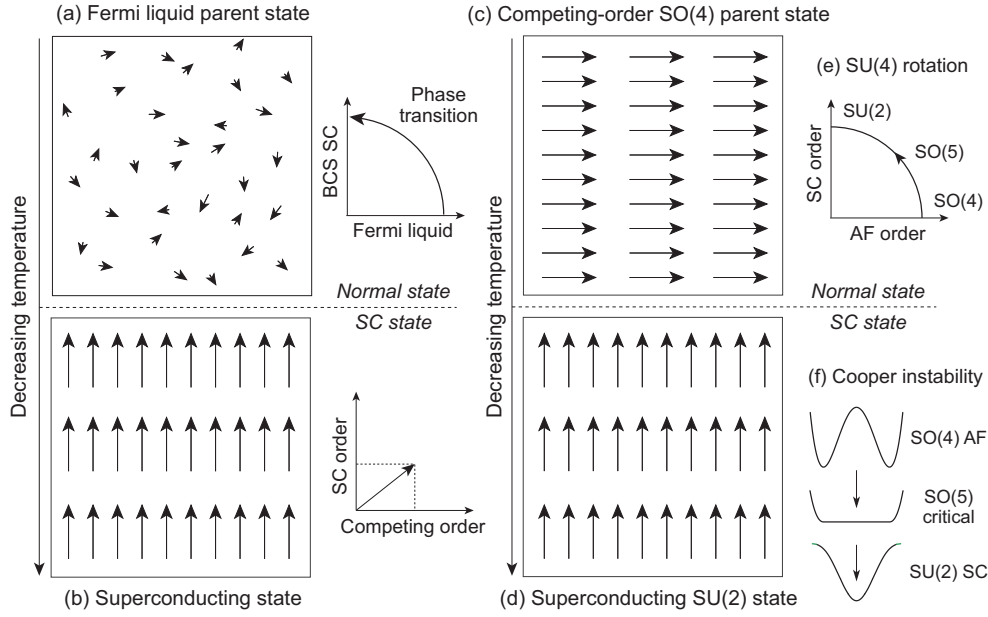 (a) Fermi liquid parent state
Decreasing temperature
BCS SC
Phase
transition
Fermi liquid
Normal state
SC state
SC order
Competing order
(b) Superconducting state
(c) Competing-order SO(4) parent state
Decreasing temperature
(e) SU(4) rotation
SC order
SU(2)
SO(5)
SO(4)
AF order
Normal state
SC state
(d) Superconducting SU(2) state
(f) Cooper instability
SO(4) AF
SO(5)
critical
SU(2) SC